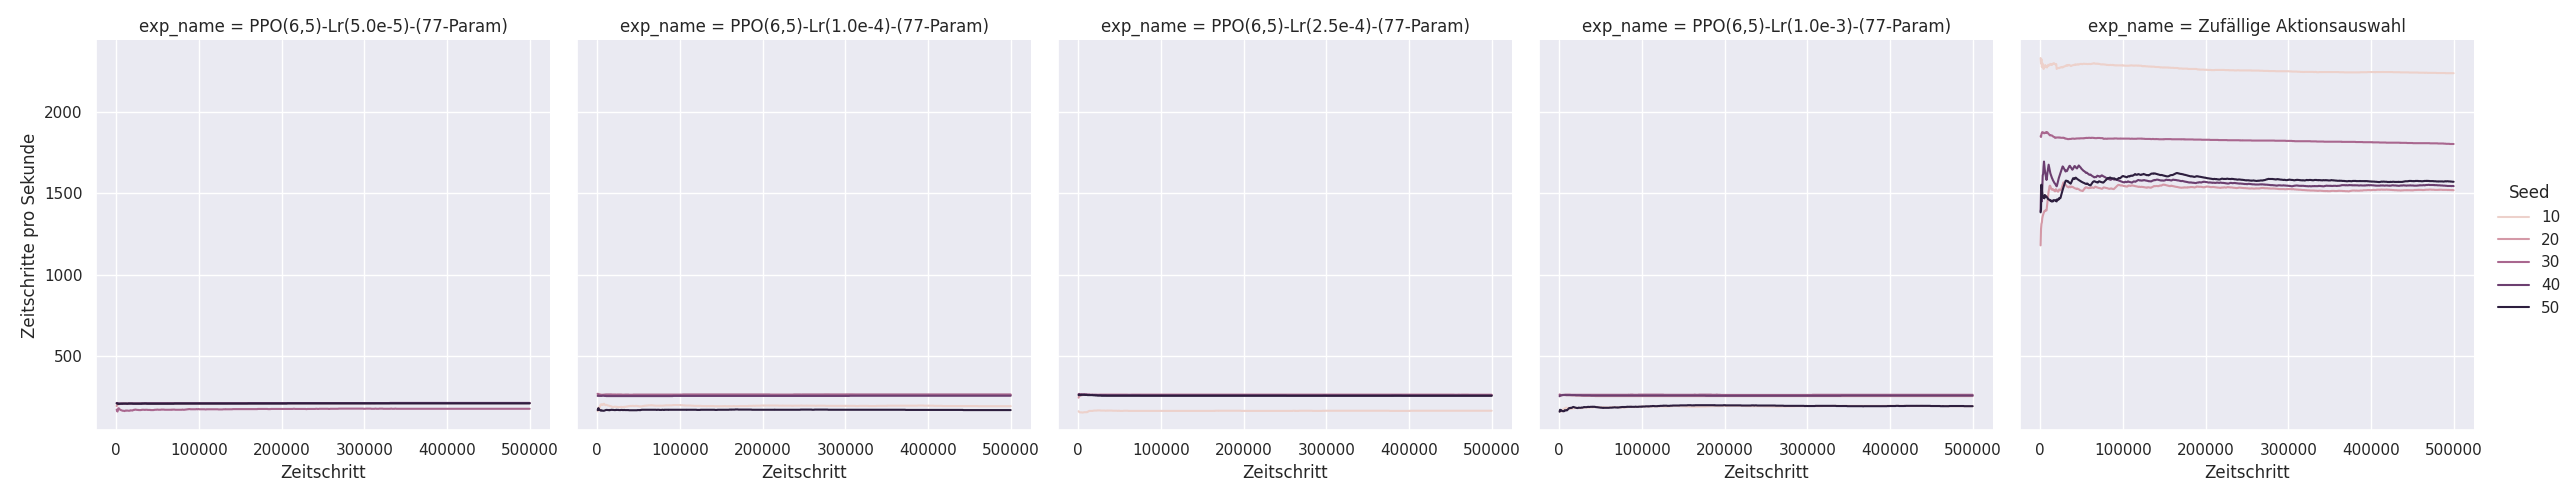 exp_name = PPO(6,5)-Lr(5.0e-5)-(77-Param)
exp_name = PPO(6,5)-Lr(1.0e-4)-(77-Param)
exp_name = PPO(6,5)-Lr(2.5e-4)-(77-Param)
exp_name = PPO(6,5)-Lr(1.0e-3)-(77-Param)
exp_name = Zufällige Aktionsauswahl
Zeitschritte pro Sekunde
2000
1500
1000
500
0 100000 200000 300000 400000 500000
Zeitschritt
0 100000 200000 300000 400000 500000
Zeitschritt
0 100000 200000 300000 400000 500000
Zeitschritt
0 100000 200000 300000 400000 500000
Zeitschritt
0 100000 200000 300000 400000 500000
Zeitschritt
Seed
10
20
30
40
50